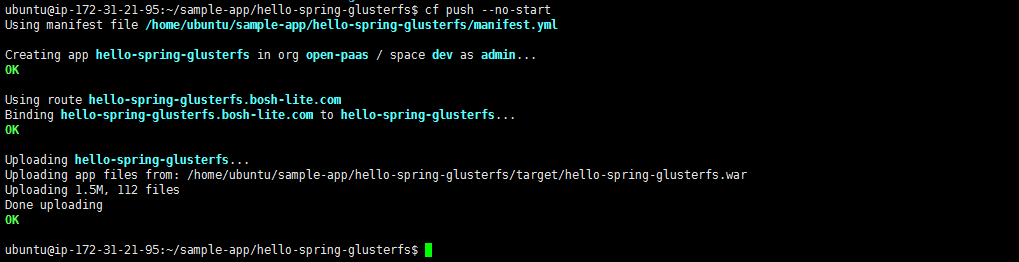 ubuntu@ip-172-31-21-95:~/sample-app/hello-spring-glusterfs$ cf push --no-start
Using manifest file /home/ubuntu/sample-app/hello-spring-glusterfs/manifest.yml
Creating app hello-spring-glusterfs in org open-paas / space dev as admin...
OK
Using route hello-spring-glusterfs.bosh-lite.com
Binding hello-spring-glusterfs.bosh-lite.com to hello-spring-glusterfs...
OK
Uploading hello-spring-glusterfs...
Uploading app files from: /home/ubuntu/sample-app/hello-spring-glusterfs/target/hello-spring-glusterfs.war
Uploading 1.5M, 112 files
Done uploading
OK
ubuntu@ip-172-31-21-95:~/sample-app/hello-spring-glusterfs$